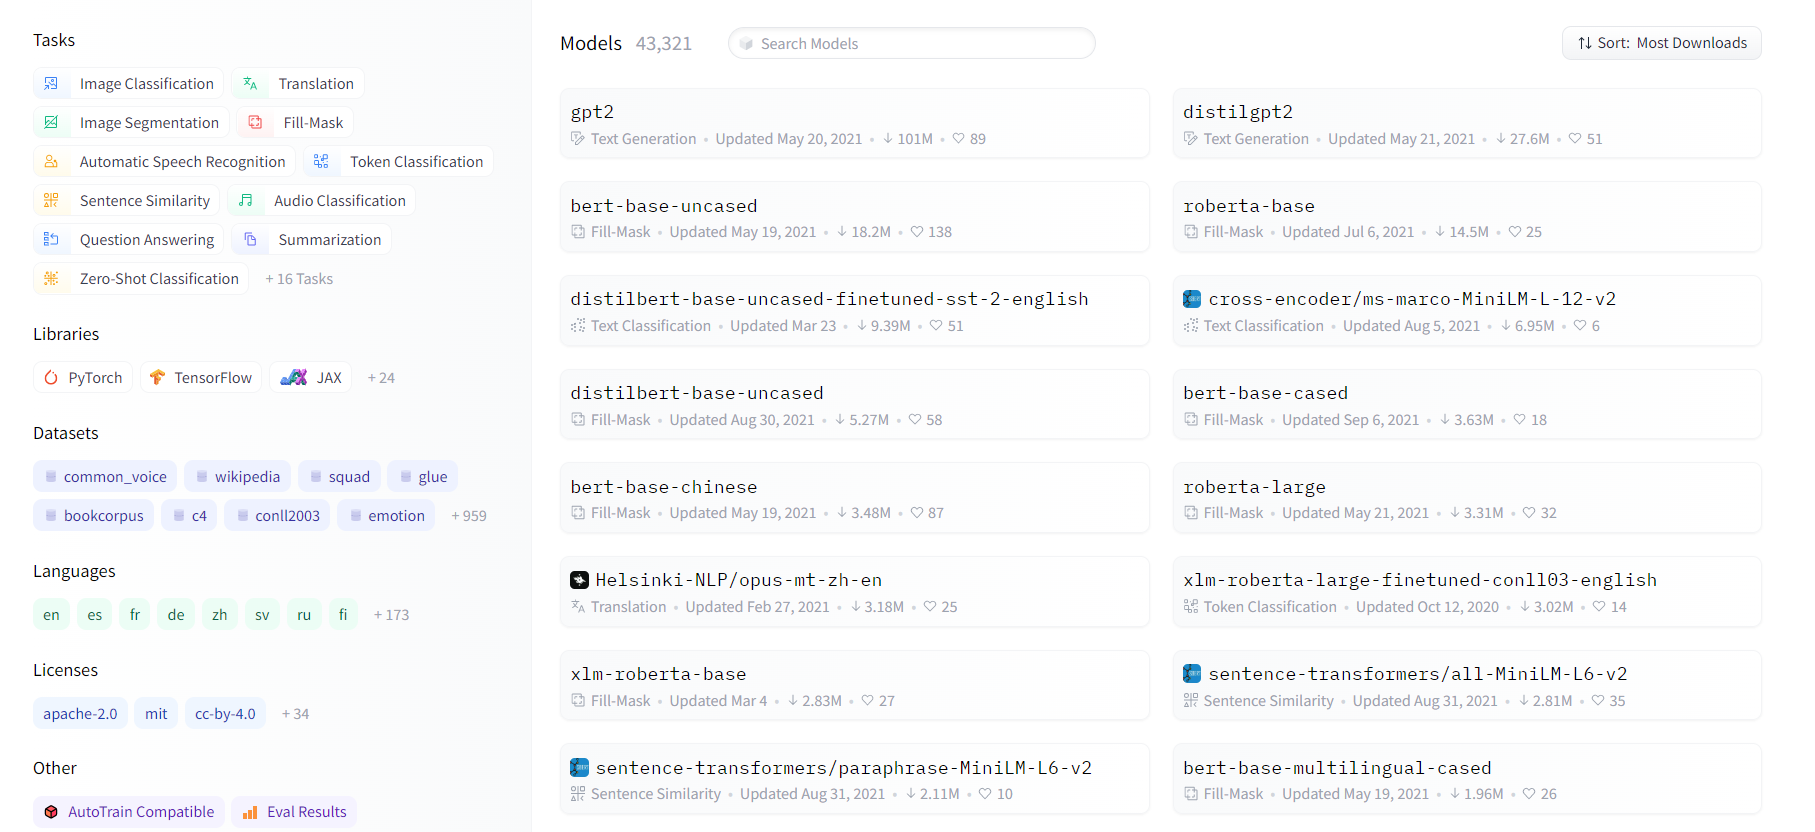 Tasks
Image Classification
Translation
Image Segmentation
Fill-Mask
Automatic Speech Recognition
Token Classification
Sentence Similarity
Audio Classification
Question Answering
Summarization
Zero-Shot Classification
+ 16 Tasks
Libraries
PyTorch
TensorFlow
JAX
+ 24
Datasets
common_voice
wikipedia
squad
glue
bookcorpus
c4
conll2003
emotion
+ 959
Languages
en
es
fr
de
zh
sv
ru
fi
+ 173
Licenses
apache-2.0
mit
cc-by-4.0
+ 34
Other
AutoTrain Compatible
Eval Results
Models 43,321
Search Models
Sort: Most Downloads
gpt2
Text Generation • Updated May 20, 2021 • ↓ 101M • ♡ 89
distilgpt2
Text Generation • Updated May 21, 2021 • ↓ 27.6M • ♡ 51
bert-base-uncased
Fill-Mask • Updated May 19, 2021 • ↓ 18.2M • ♡ 138
roberta-base
Fill-Mask • Updated Jul 6, 2021 • ↓ 14.5M • ♡ 25
distilbert-base-uncased-finetuned-sst-2-english
Text Classification • Updated Mar 23 • ↓ 9.39M • ♡ 51
cross-encoder/ms-marco-MiniLM-L-12-v2
Text Classification • Updated Aug 5, 2021 • ↓ 6.95M • ♡ 6
distilbert-base-uncased
Fill-Mask • Updated Aug 30, 2021 • ↓ 5.27M • ♡ 58
bert-base-cased
Fill-Mask • Updated Sep 6, 2021 • ↓ 3.63M • ♡ 18
bert-base-chinese
Fill-Mask • Updated May 19, 2021 • ↓ 3.48M • ♡ 87
roberta-large
Fill-Mask • Updated May 21, 2021 • ↓ 3.31M • ♡ 32
Helsinki-NLP/opus-mt-zh-en
Translation • Updated Feb 27, 2021 • ↓ 3.18M • ♡ 25
xlm-roberta-large-finetuned-conll03-english
Token Classification • Updated Oct 12, 2020 • ↓ 3.02M • ♡ 14
xlm-roberta-base
Fill-Mask • Updated Mar 4 • ↓ 2.83M • ♡ 27
sentence-transformers/all-MiniLM-L6-v2
Sentence Similarity • Updated Aug 31, 2021 • ↓ 2.81M • ♡ 35
sentence-transformers/paraphrase-MiniLM-L6-v2
Sentence Similarity • Updated Aug 31, 2021 • ↓ 2.11M • ♡ 10
bert-base-multilingual-cased
Fill-Mask • Updated May 19, 2021 • ↓ 1.96M • ♡ 26